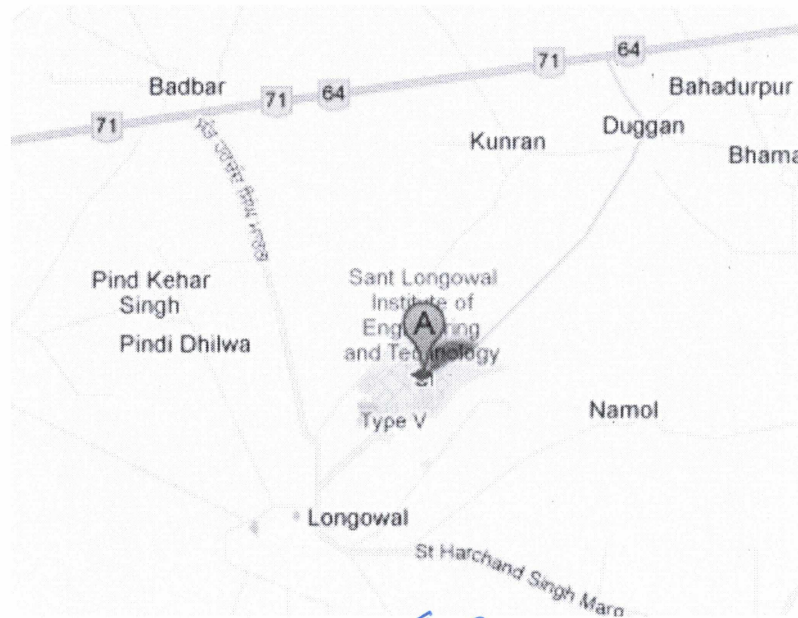 64
71
Badbar
Bahadurpur
71
64
71
Duggan
Kunran
Bhama
Sant Longowal
Institute of
Engineering
and Technology
A
Pind Kehar
Singh
Pindi Dhilwa
Type V
Namol
Longowal
St Harchand Singh Marg